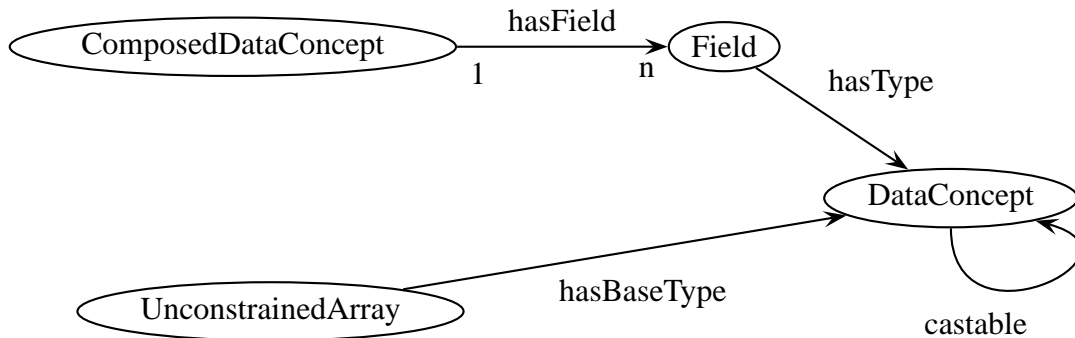 hasField
ComposedDataConcept
Field
1
n
hasType
DataConcept
hasBaseType
UnconstrainedArray
castable